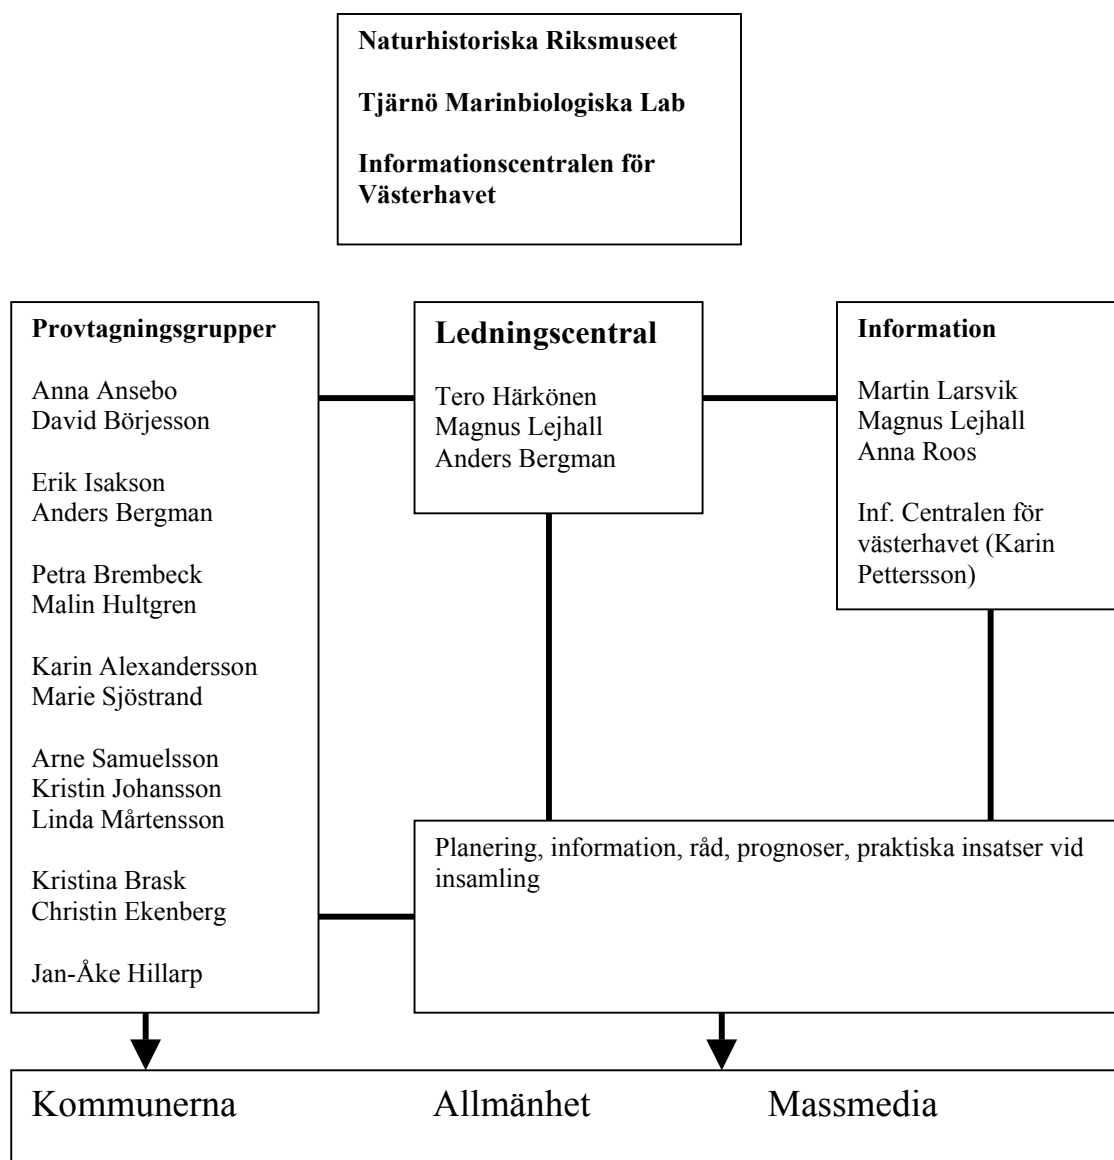 Naturhistoriska Riksmuseet
Tjärnö Marinbiologiska Lab
Informationscentralen för
Västerhavet
Provtagningsgrupper
Anna Ansebo
David Börjesson
Erik Isakson
Anders Bergman
Petra Brembeck
Malin Hultgren
Karin Alexandersson
Marie Sjöstrand
Arne Samuelsson
Kristin Johansson
Linda Mårtensson
Kristina Brask
Christin Ekenberg
Jan-Åke Hillarp
Ledningscentral
Tero Härkönen
Magnus Lejhall
Anders Bergman
Information
Martin Larsvik
Magnus Lejhall
Anna Roos
Inf. Centralen för
västerhavet (Karin
Pettersson)
Planering, information, råd, prognoser, praktiska insatser vid
insamling
Kommunerna Allmänhet Massmedia